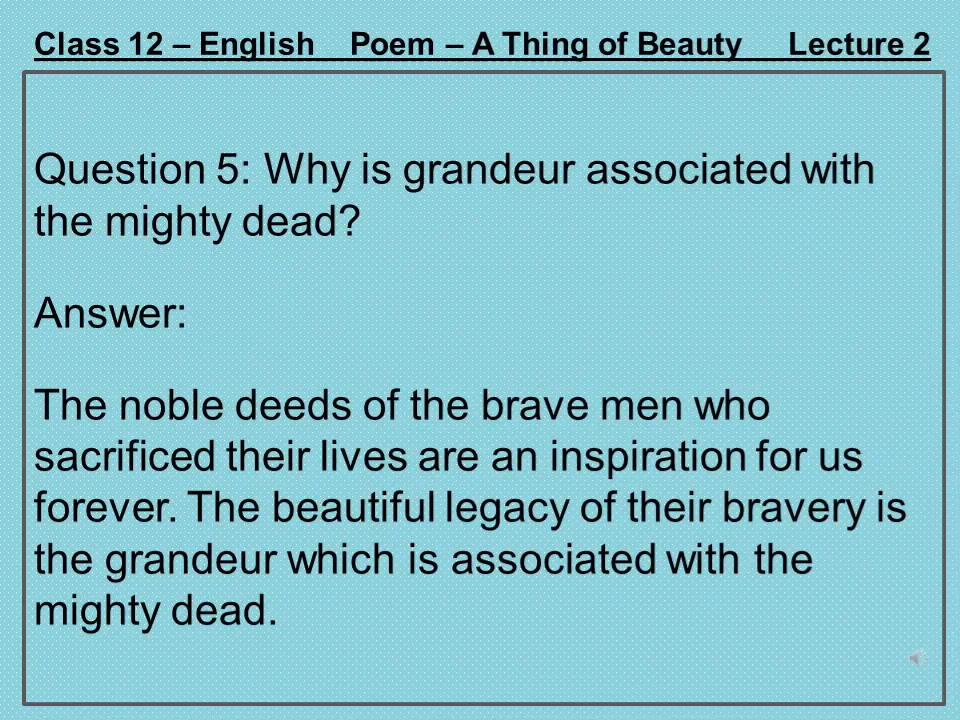 Class 12 – English Poem – A Thing of Beauty Lecture 2
Question 5: Why is grandeur associated with
the mighty dead?
Answer:
The noble deeds of the brave men who
sacrificed their lives are an inspiration for us
forever. The beautiful legacy of their bravery is
the grandeur which is associated with the
mighty dead.